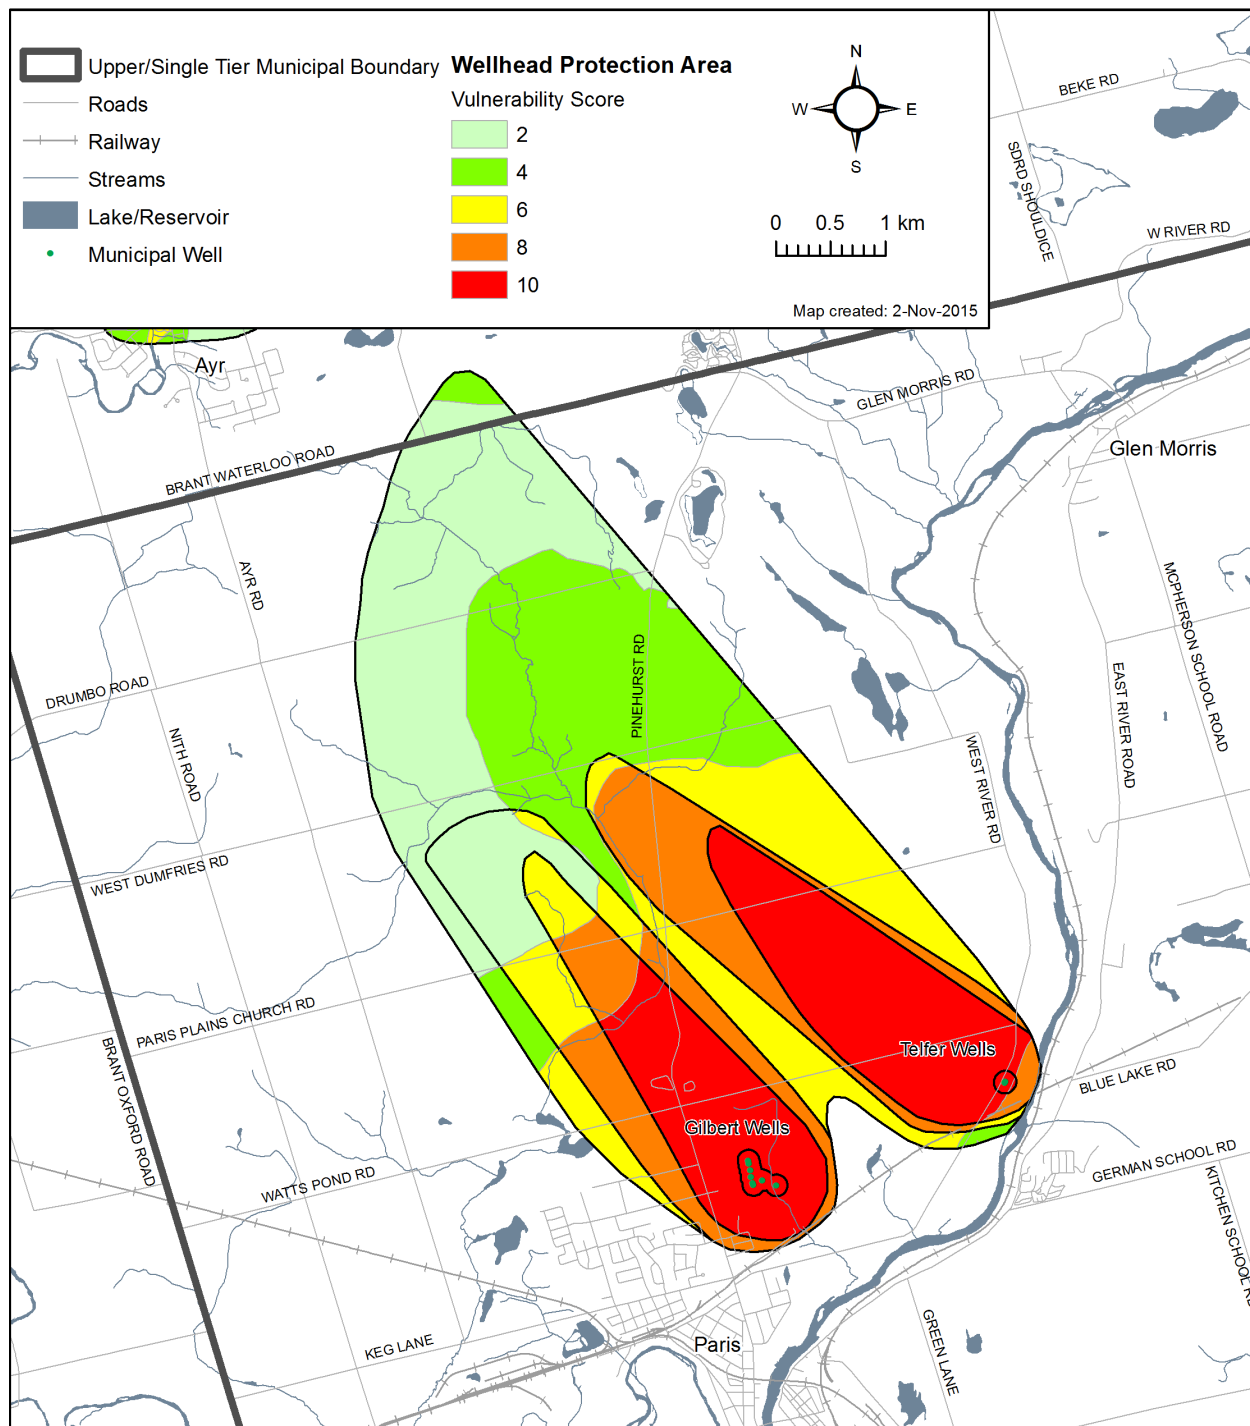 Upper/Single Tier Municipal Boundary
Roads
Railway
Streams
Lake/Reservoir
Municipal Well
Wellhead Protection Area
Vulnerability Score
2
4
6
8
10
N
W
E
S
0 0.5 1 km
Map created: 2-Nov-2015
BEKE RD
SDRD SHOULDICE
W RIVER RD
Ayr
GLEN MORRIS RD
Glen Morris
BRANT WATERLOO ROAD
AYR RD
MCPHERSON SCHOOL ROAD
PINEHURST RD
DRUMBO ROAD
EAST RIVER ROAD
NITH ROAD
WEST RIVER RD
WEST DUMFRIES RD
PARIS PLAINS CHURCH RD
BRANT OXFORD ROAD
Telfer Wells
BLUE LAKE RD
Gilbert Wells
GERMAN SCHOOL RD
WATTS POND RD
KITCHEN SCHOOL RD
GREEN LANE
KEG LANE
Paris